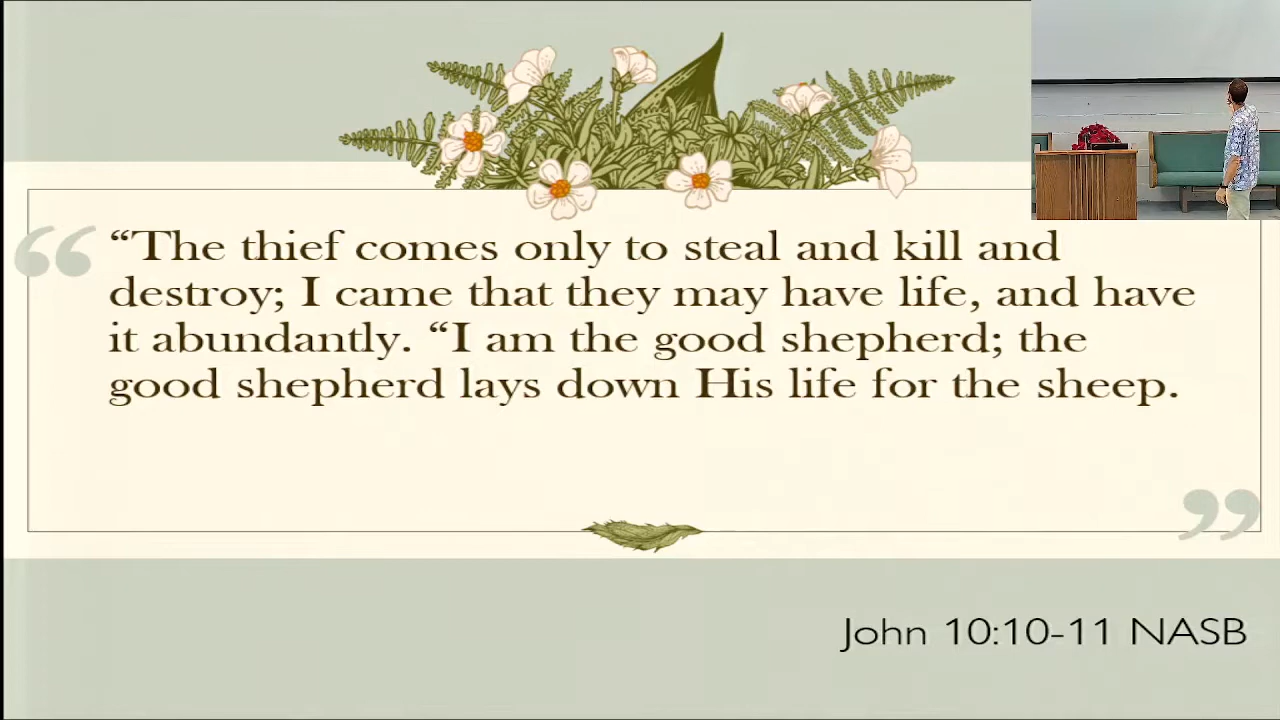 “The thief comes only to steal and kill and
destroy; I came that they may have life, and have
it abundantly. “I am the good shepherd; the
good shepherd lays down His life for the sheep.
John 10:10-11 NASB